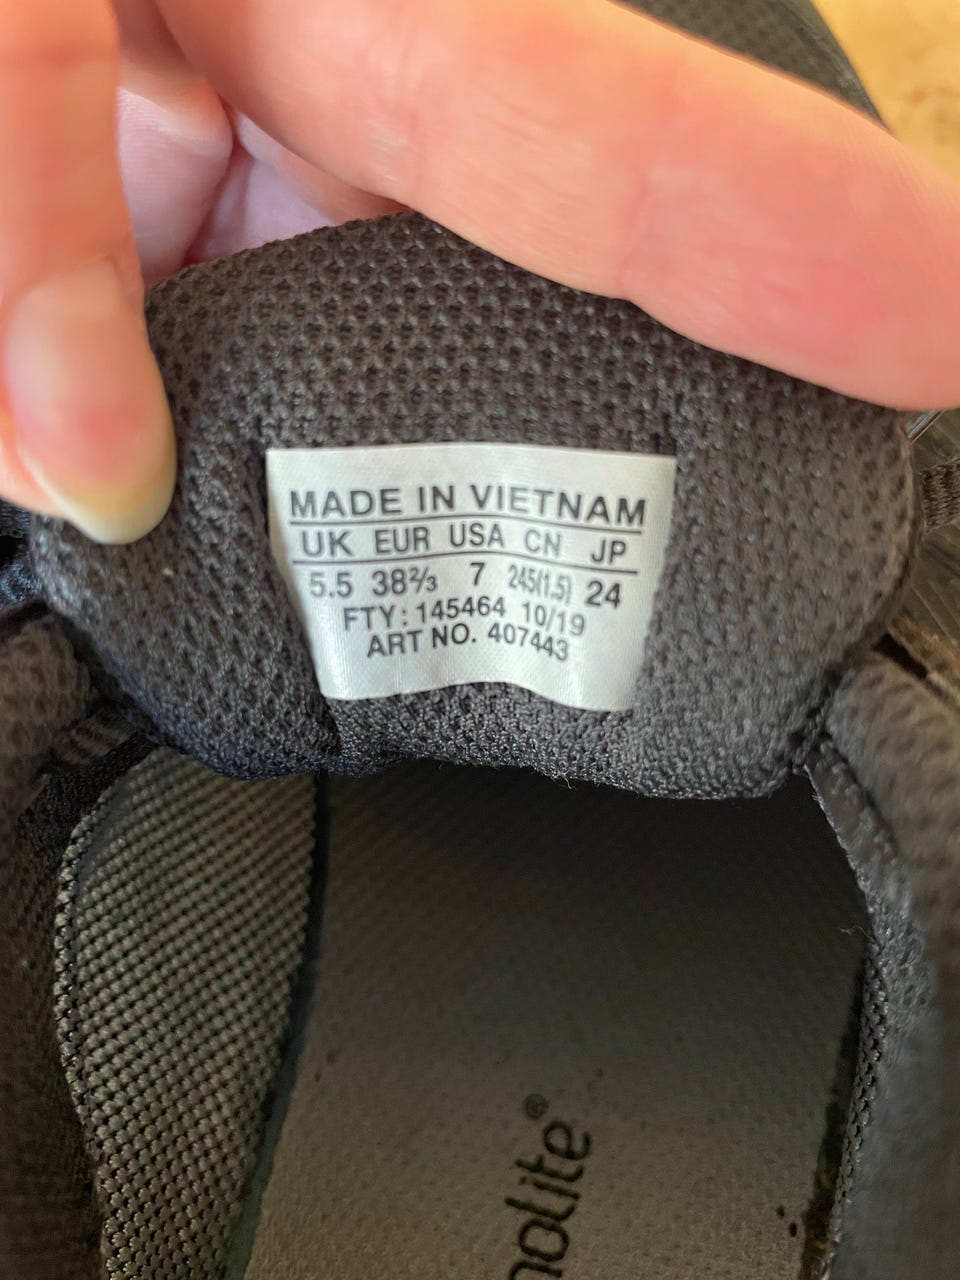 MADE IN VIETNAM
UK EUR USA CN JP
5.5 38⅔ 7 245(1.5) 24
FTY: 145464 10/19
ART NO. 407443
nolite®